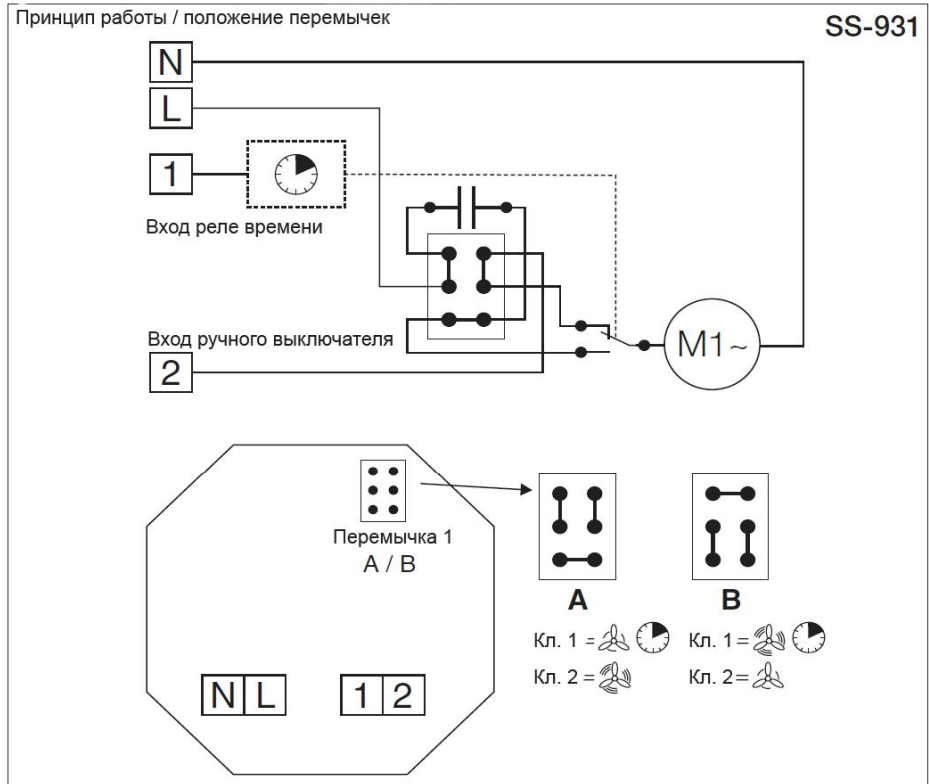 Принцип работы / положение перемычек
SS-931
N
L
1
Вход реле времени
Вход ручного выключателя
2
M1~
Перемычка 1
A / B
N L 1 2
A
Кл. 1 =
Кл. 2 =
B
Кл. 1 =
Кл. 2 =